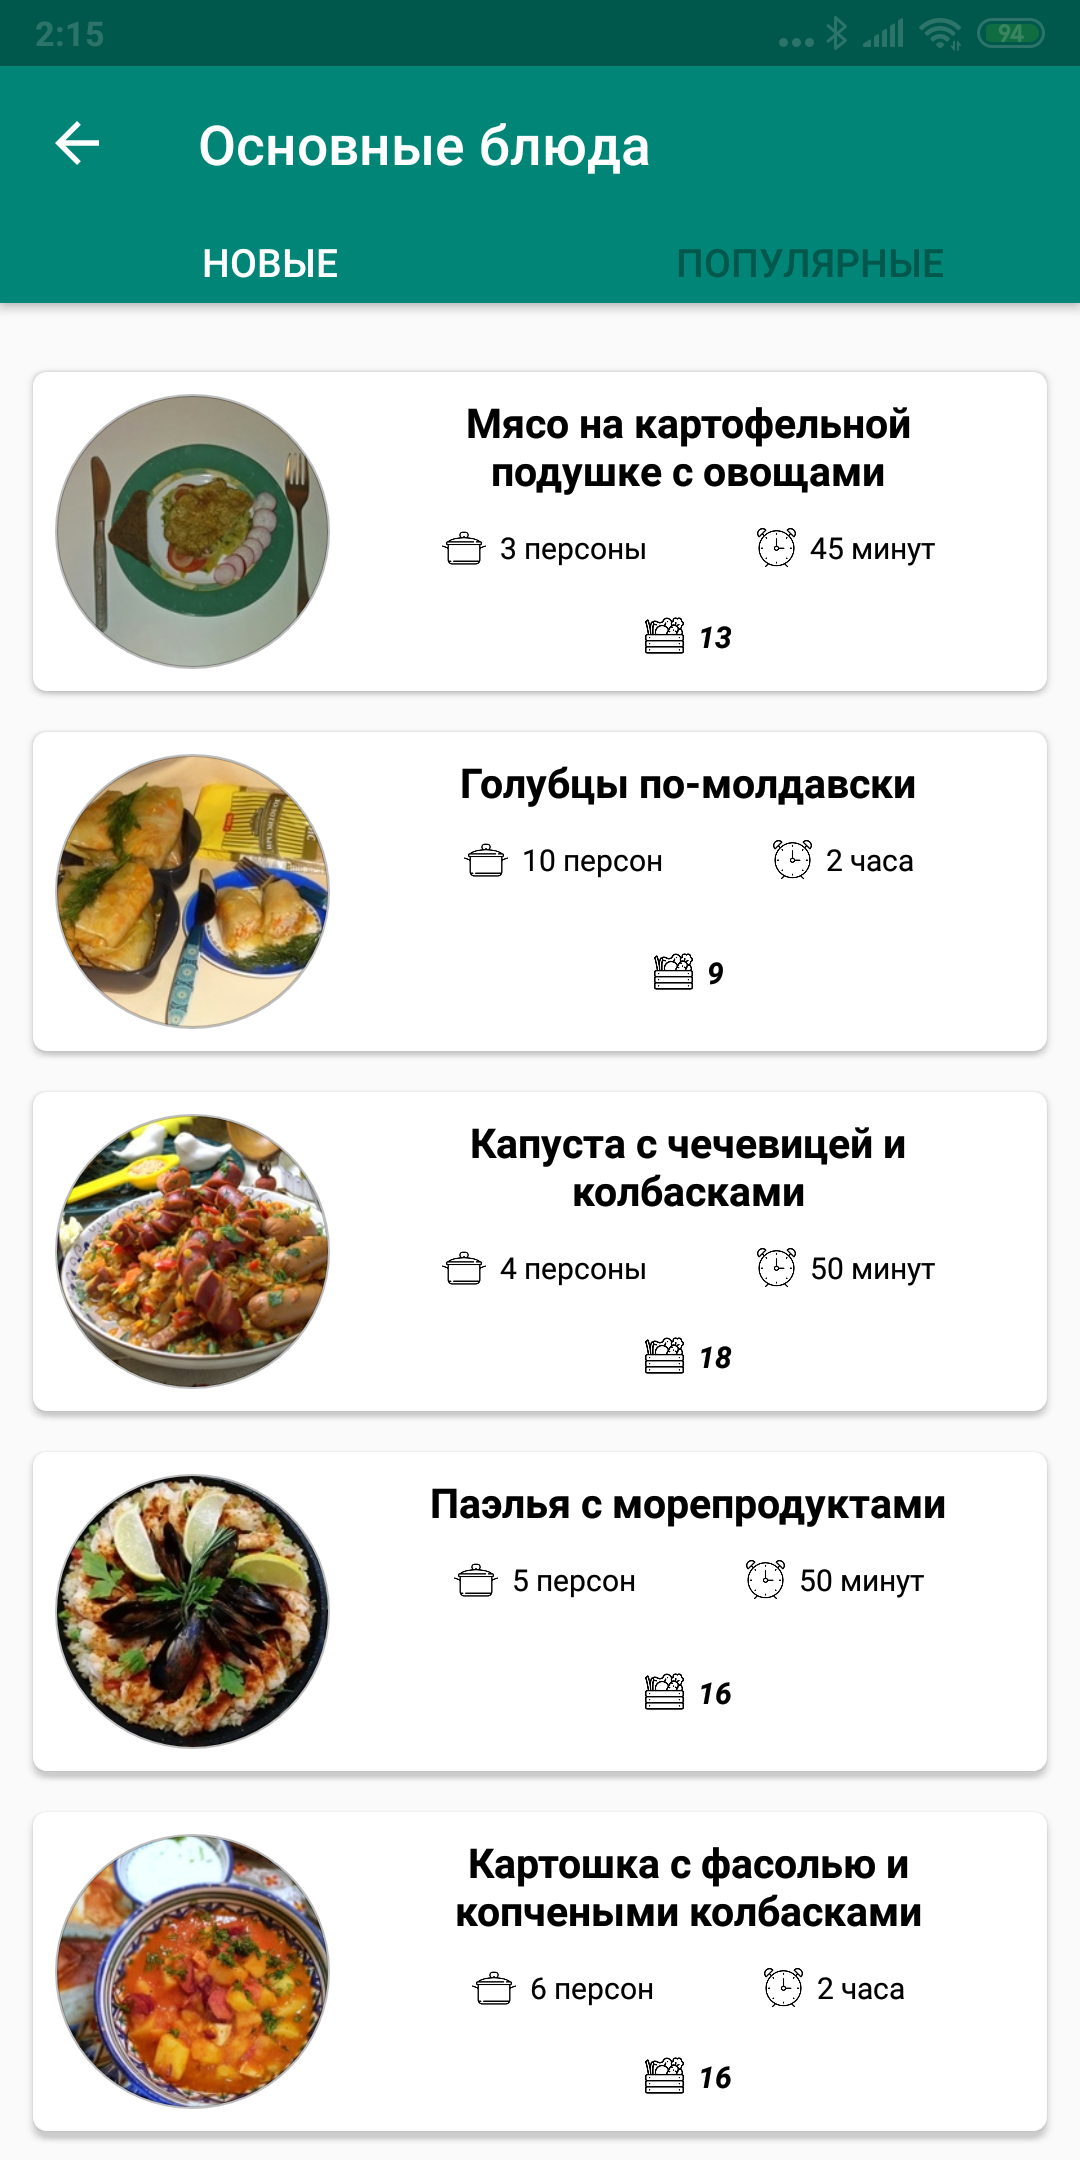 2:15
94
Основные блюда
НОВЫЕ
ПОПУЛЯРНЫЕ
Мясо на картофельной
подушке с овощами
3 персоны
45 минут
13
Голубцы по-молдавски
10 персон
2 часа
9
Капуста с чечевицей и
колбасками
4 персоны
50 минут
18
Паэлья с морепродуктами
5 персон
50 минут
16
Картошка с фасолью и
копчеными колбасками
6 персон
2 часа
16